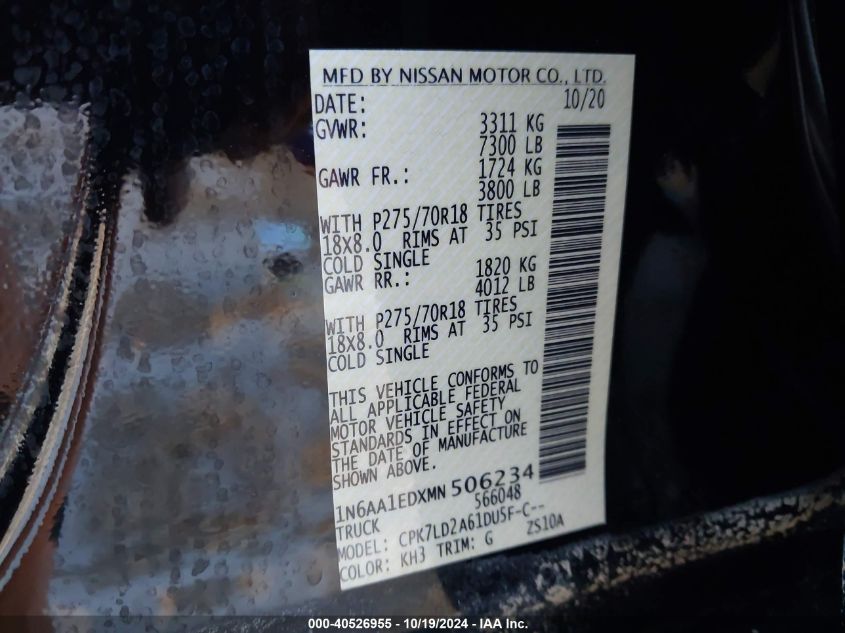 MFD BY NISSAN MOTOR CO., LTD.
DATE: 10/20
GVWR: 3311 KG
7300 LB
GAWR FR.: 1724 KG
3800 LB
WITH P275/70R18 TIRES
18X8.0 RIMS AT 35 PSI
COLD SINGLE
GAWR RR.: 1820 KG
4012 LB
WITH P275/70R18 TIRES
18X8.0 RIMS AT 35 PSI
COLD SINGLE
THIS VEHICLE CONFORMS TO
ALL APPLICABLE FEDERAL
MOTOR VEHICLE SAFETY
STANDARDS IN EFFECT ON
THE DATE OF MANUFACTURE
SHOWN ABOVE.
1N6AA1EDXMN506234
TRUCK 566048
MODEL: CPK7LD2A61DU5F-C--
COLOR: KH3 TRIM: G ZS10A
000-40526955 - 10/19/2024 - IAA Inc.